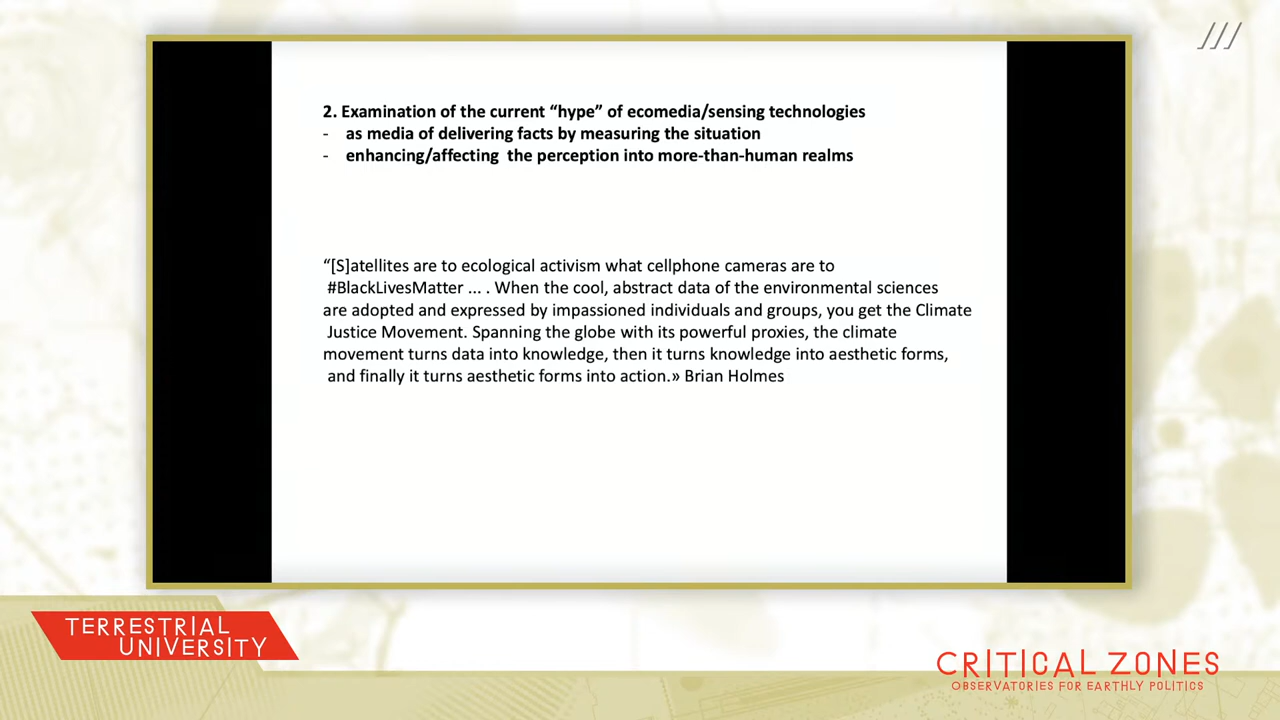 ///
2. Examination of the current “hype” of ecomedia/sensing technologies
- as media of delivering facts by measuring the situation
- enhancing/affecting the perception into more-than-human realms
“[S]atellites are to ecological activism what cellphone cameras are to
#BlackLivesMatter ... . When the cool, abstract data of the environmental sciences
are adopted and expressed by impassioned individuals and groups, you get the Climate
Justice Movement. Spanning the globe with its powerful proxies, the climate
movement turns data into knowledge, then it turns knowledge into aesthetic forms,
and finally it turns aesthetic forms into action.» Brian Holmes
TERRESTRIAL
UNIVERSITY
CRITICAL ZONES
OBSERVATORIES FOR EARTHLY POLITICS